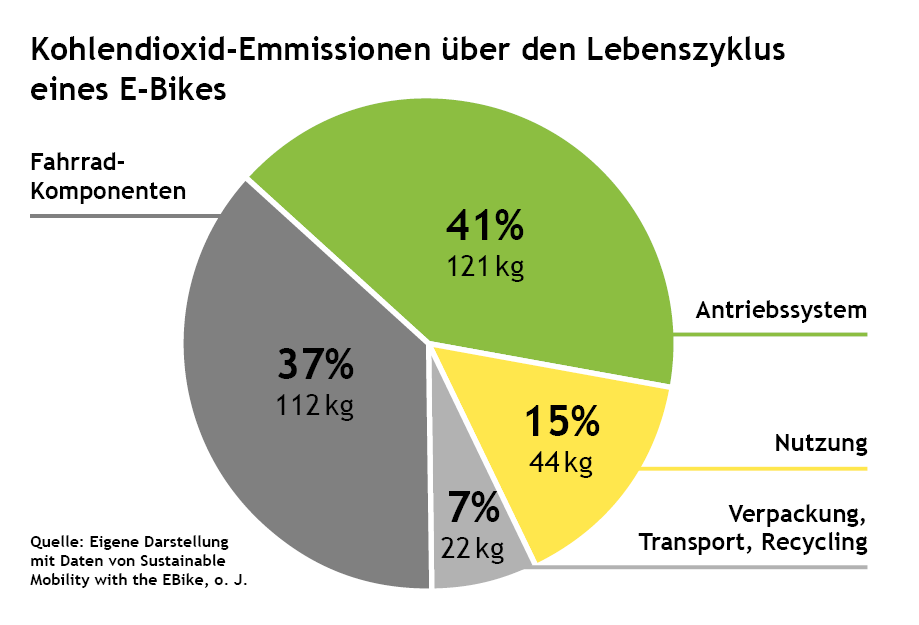 Kohlendioxid-Emmissionen über den Lebenszyklus
eines E-Bikes
Fahrrad-
Komponenten
41%
121 kg
Antriebssystem
37%
112 kg
15%
44 kg
Nutzung
7%
22 kg
Verpackung,
Transport, Recycling
Quelle: Eigene Darstellung
mit Daten von Sustainable
Mobility with the EBike, o. J.